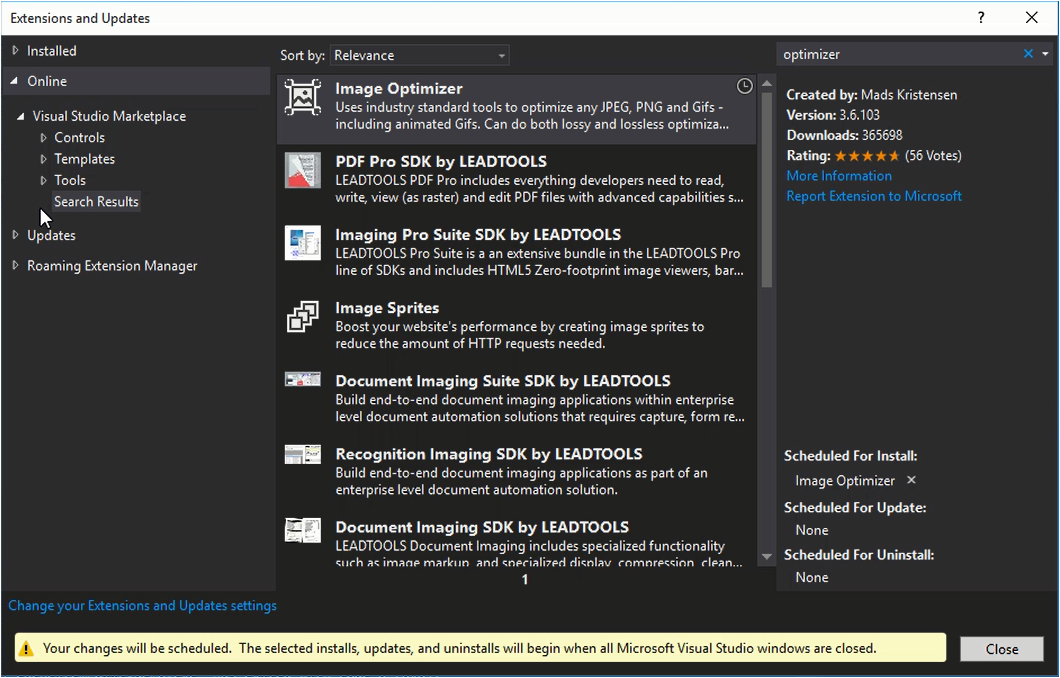 Extensions and Updates
?
Installed
Online
Visual Studio Marketplace
Controls
Templates
Tools
Search Results
Updates
Roaming Extension Manager
Sort by: Relevance
Image Optimizer
Uses industry standard tools to optimize any JPEG, PNG and Gifs -
including animated Gifs. Can do both lossy and lossless optimiza...
PDF Pro SDK by LEADTOOLS
LEADTOOLS PDF Pro includes everything developers need to read,
write, view (as raster) and edit PDF files with advanced capabilities s...
Imaging Pro Suite SDK by LEADTOOLS
LEADTOOLS Pro Suite is a an extensive bundle in the LEADTOOLS Pro
line of SDKs and includes HTML5 Zero-footprint image viewers, bar...
Image Sprites
Boost your website's performance by creating image sprites to
reduce the amount of HTTP requests needed.
Document Imaging Suite SDK by LEADTOOLS
Build end-to-end document imaging applications within enterprise
level document automation solutions that requires capture, form re...
Recognition Imaging SDK by LEADTOOLS
Build end-to-end document imaging applications as part of an
enterprise level document automation solution.
Document Imaging SDK by LEADTOOLS
LEADTOOLS Document Imaging includes specialized functionality
such as image markup, and specialized display, compression, clean...
1
optimizer
Created by: Mads Kristensen
Version: 3.6.103
Downloads: 365698
Rating: (56 Votes)
More Information
Report Extension to Microsoft
Scheduled For Install:
Image Optimizer
Scheduled For Update:
None
Scheduled For Uninstall:
None
Change your Extensions and Updates settings
Your changes will be scheduled. The selected installs, updates, and uninstalls will begin when all Microsoft Visual Studio windows are closed.
Close